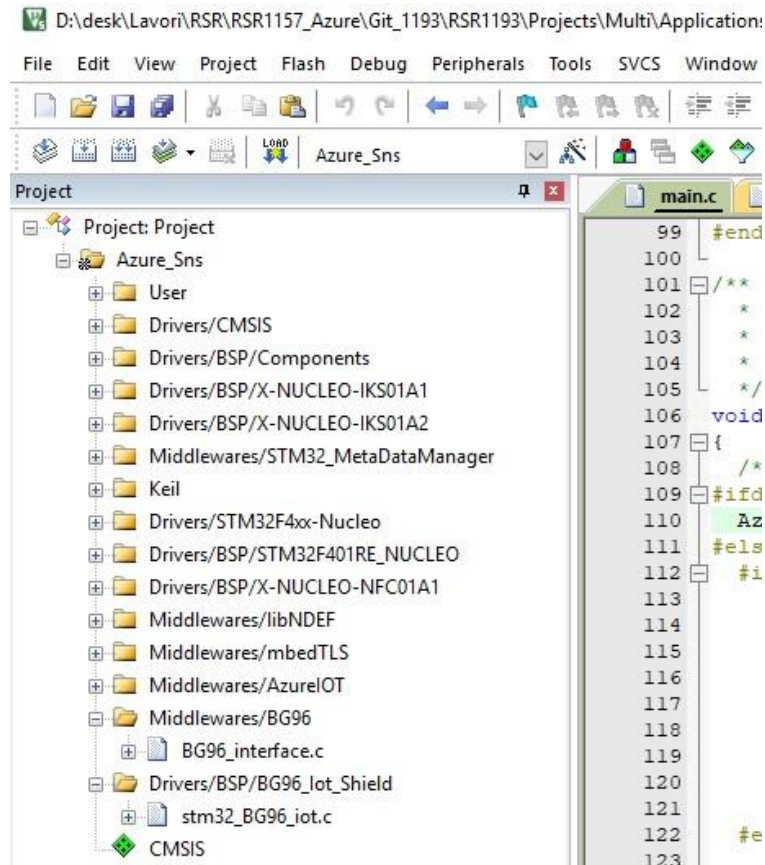 D:\desk\Lavori\RSR\RSR1157_Azure\Git_1193\RSR1193\Projects\Multi\Applications
File Edit View Project Flash Debug Peripherals Tools SVCS Window
LOAD Azure_Sns
Project
Project: Project
Azure_Sns
User
Drivers/CMSIS
Drivers/BSP/Components
Drivers/BSP/X-NUCLEO-IKS01A1
Drivers/BSP/X-NUCLEO-IKS01A2
Middlewares/STM32_MetaDataManager
Keil
Drivers/STM32F4xx-Nucleo
Drivers/BSP/STM32F401RE_NUCLEO
Drivers/BSP/X-NUCLEO-NFC01A1
Middlewares/libNDEF
Middlewares/mbedTLS
Middlewares/AzureIOT
Middlewares/BG96
BG96_interface.c
Drivers/BSP/BG96_Iot_Shield
stm32_BG96_iot.c
CMSIS
main.c
99 #end
100
101 /**
102 *
103 *
104 *
105 */
106 void
107 {
108 /*
109 #ifd
110 Az
111 #els
112 #i
113
114
115
116
117
118
119
120
121
122 #e
123